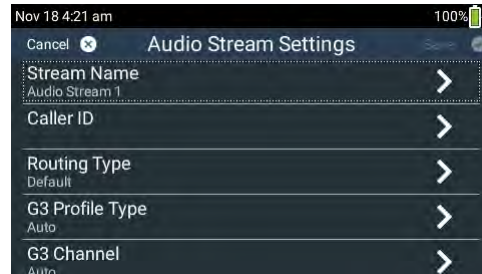 Nov 18 4:21 am 100%
Cancel Audio Stream Settings Save
Stream Name
Audio Stream 1
Caller ID
Routing Type
Default
G3 Profile Type
Auto
G3 Channel
Auto